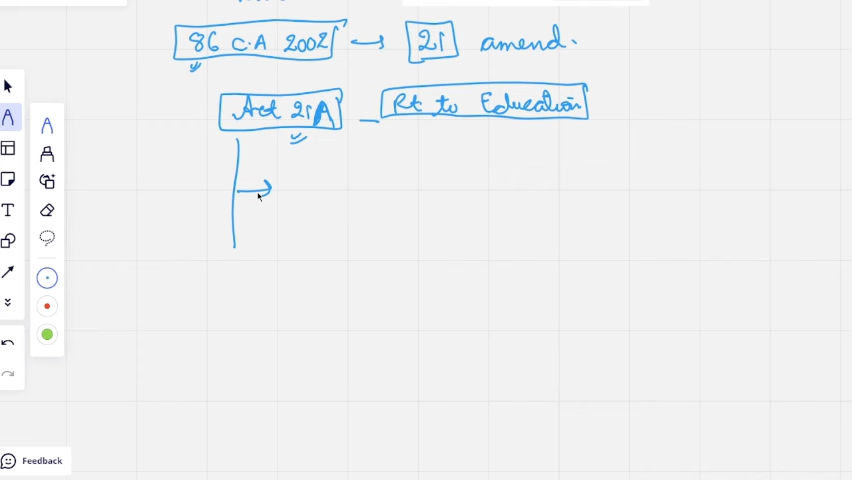 86 C.A 2002 → 21 amend.
Art 21A - Rt to Education
T
Feedback